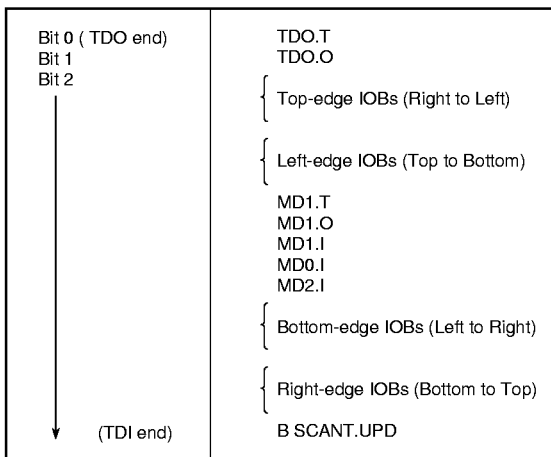 Bit 0 ( TDO end)
Bit 1
Bit 2
(TDI end)
TDO.T
TDO.O
Top-edge IOBs (Right to Left)
Left-edge IOBs (Top to Bottom)
MD1.T
MD1.O
MD1.I
MD0.I
MD2.I
Bottom-edge IOBs (Left to Right)
Right-edge IOBs (Bottom to Top)
B SCANT.UPD